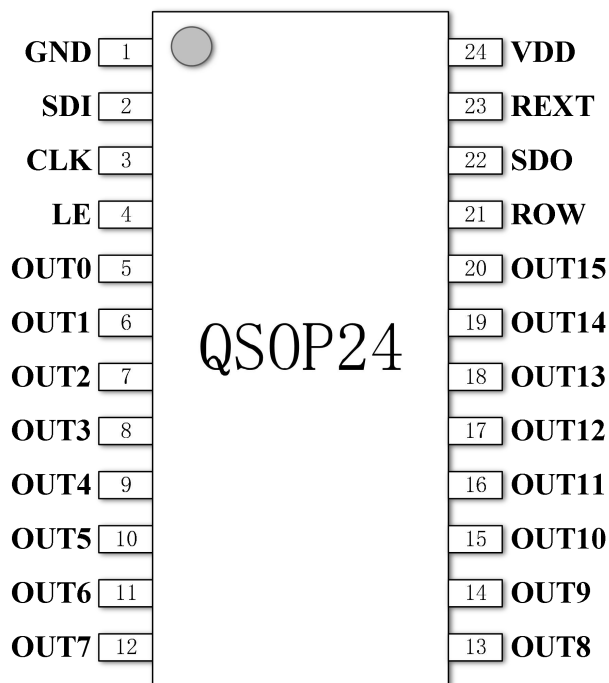 GND 1 24 VDD
SDI 2 23 REXT
CLK 3 22 SDO
LE 4 21 ROW
OUT0 5 20 OUT15
OUT1 6 19 OUT14
QSOP24
OUT2 7 18 OUT13
OUT3 8 17 OUT12
OUT4 9 16 OUT11
OUT5 10 15 OUT10
OUT6 11 14 OUT9
OUT7 12 13 OUT8